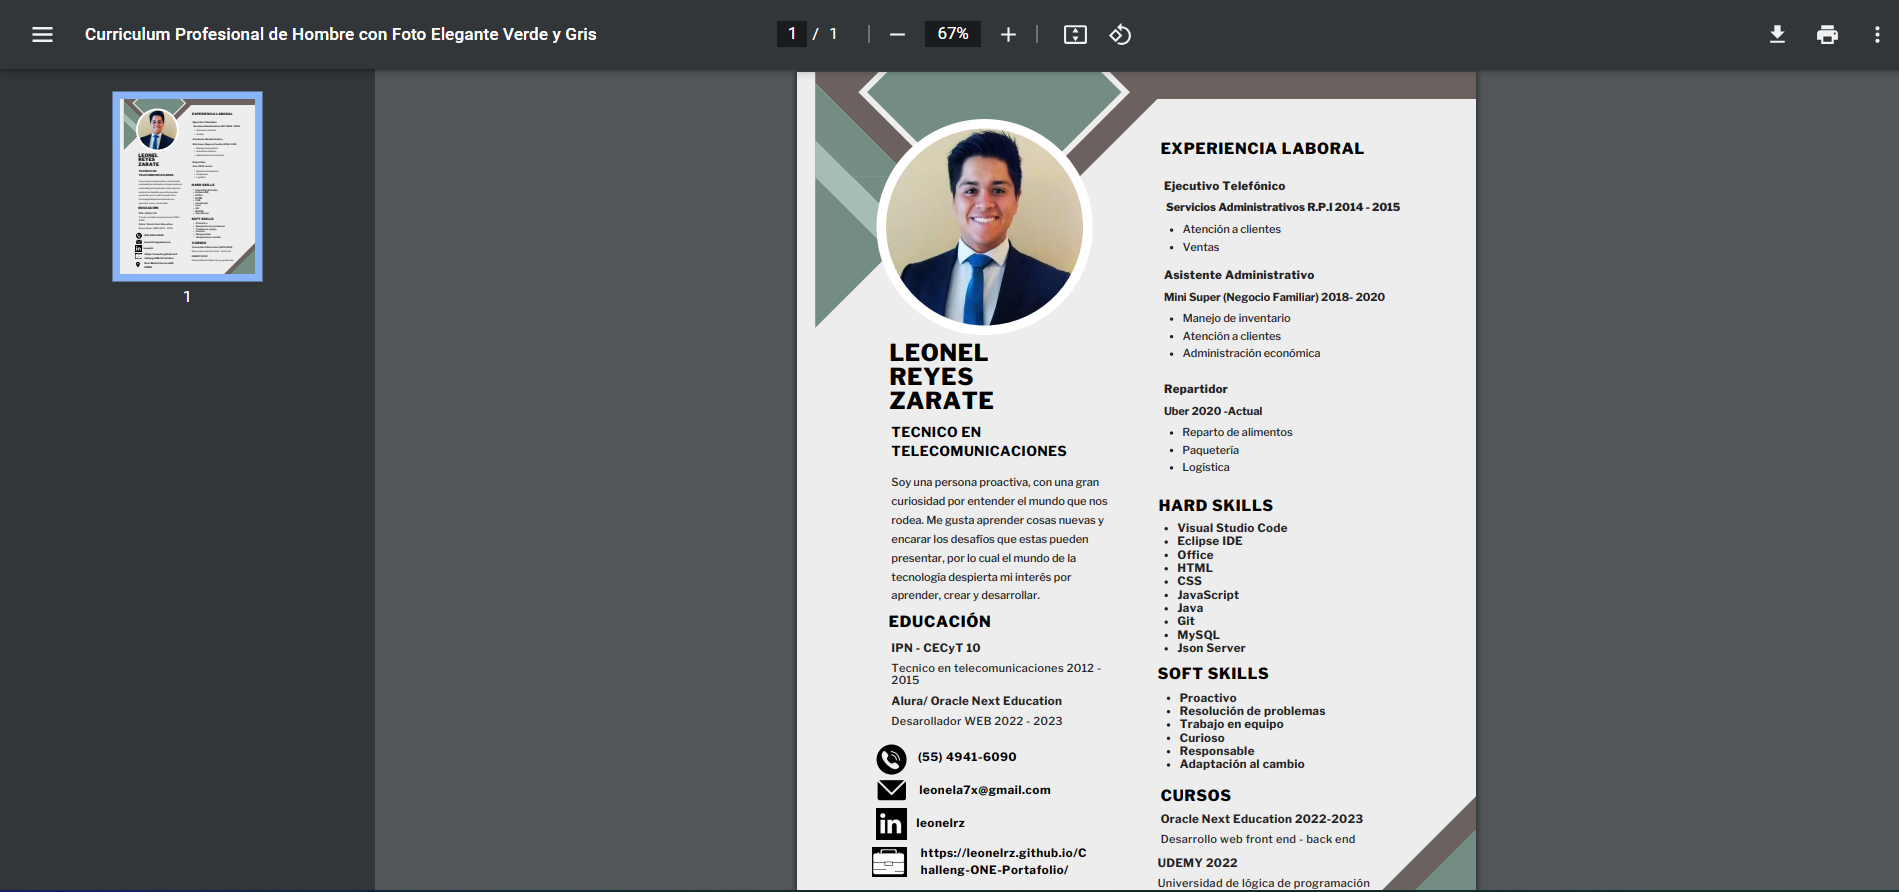 Curriculum Profesional de Hombre con Foto Elegante Verde y Gris
1 / 1
67%
1
LEONEL
REYES
ZARATE
TECNICO EN
TELECOMUNICACIONES
Soy una persona proactiva, con una gran
curiosidad por entender el mundo que nos
rodea. Me gusta aprender cosas nuevas y
encarar los desafíos que estas pueden
presentar, por lo cual el mundo de la
tecnología despierta mi interés por
aprender, crear y desarrollar.
EDUCACIÓN
IPN - CECyT 10
Tecnico en telecomunicaciones 2012 -
2015
Alura/ Oracle Next Education
Desarollador WEB 2022 - 2023
(55) 4941-6090
leonela7x@gmail.com
in leonelrz
https://leonelrz.github.io/C
halleng-ONE-Portafolio/
EXPERIENCIA LABORAL
Ejecutivo Telefónico
Servicios Administrativos R.P.I 2014 - 2015
• Atención a clientes
• Ventas
Asistente Administrativo
Mini Super (Negocio Familiar) 2018- 2020
• Manejo de inventario
• Atención a clientes
• Administración económica
Repartidor
Uber 2020 -Actual
• Reparto de alimentos
• Paquetería
• Logística
HARD SKILLS
• Visual Studio Code
• Eclipse IDE
• Office
• HTML
• CSS
• JavaScript
• Java
• Git
• MySQL
• Json Server
SOFT SKILLS
• Proactivo
• Resolución de problemas
• Trabajo en equipo
• Curioso
• Responsable
• Adaptación al cambio
CURSOS
Oracle Next Education 2022-2023
Desarrollo web front end - back end
UDEMY 2022
Universidad de lógica de programación